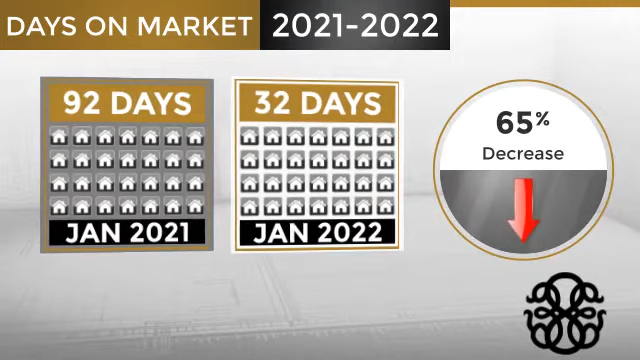 DAYS ON MARKET 2021-2022
92 DAYS
JAN 2021
32 DAYS
JAN 2022
65%
Decrease